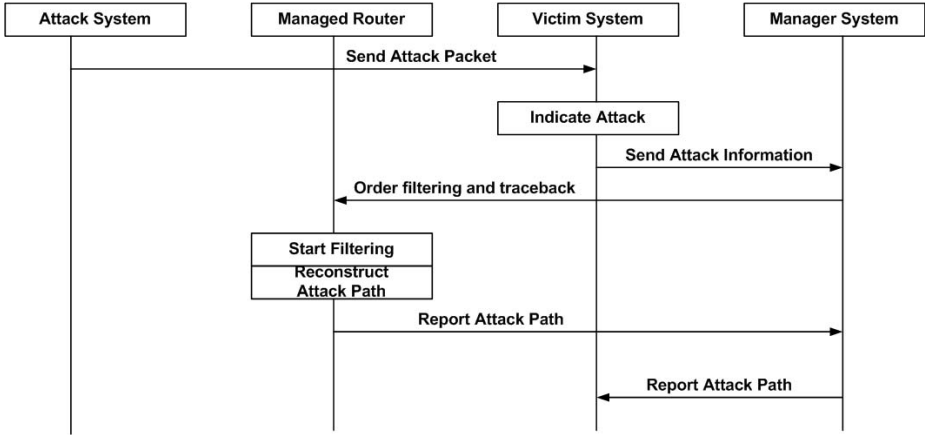 Attack System
Managed Router
Victim System
Manager System
Send Attack Packet
Indicate Attack
Send Attack Information
Order filtering and traceback
Start Filtering
Reconstruct
Attack Path
Report Attack Path
Report Attack Path